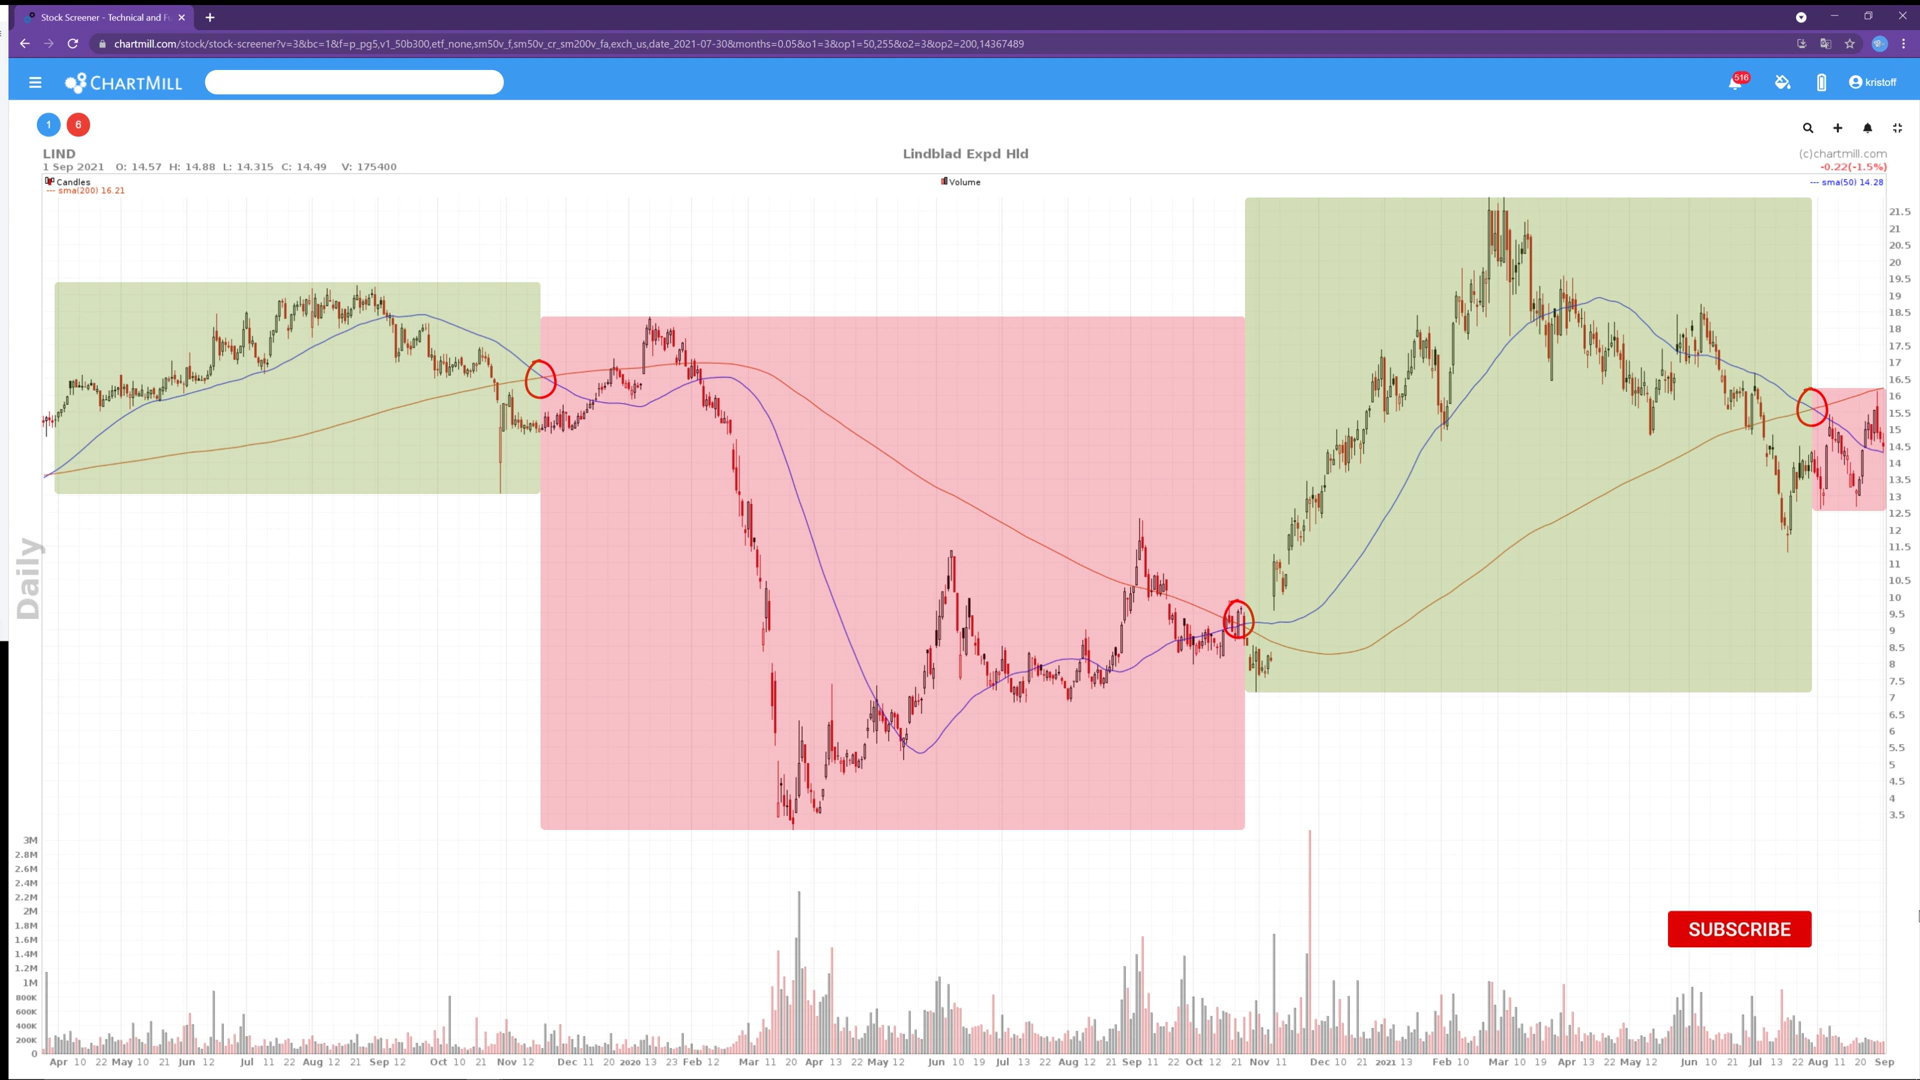 Stock Screener - Technical and F
chartmill.com/stock/stock-screener?v=3&bc=1&f=p_pg5,v1_50b300,etf_none,sm50v_f,sm50v_cr_sm200v_fa,exch_us,date_2021-07-30&months=0.05&o1=3&op1=50,255&o2=3&op2=200,14367489
CHARTMILL
516
kristoff
1 6
LIND
Lindblad Expd Hld
(c)chartmill.com
1 Sep 2021 O: 14.57 H: 14.88 L: 14.315 C: 14.49 V: 175400
-0.22(-1.5%)
Candles
Volume
--- sma(50) 14.28
--- sma(200) 16.21
21.5
21
20.5
20
19.5
19
18.5
18
17.5
17
16.5
16
15.5
15
14.5
14
13.5
13
12.5
12
11.5
11
10.5
10
9.5
9
8.5
8
7.5
7
6.5
6
5.5
5
4.5
4
3.5
Daily
3M
2.8M
2.6M
2.4M
2.2M
2M
1.8M
1.6M
1.4M
1.2M
1M
800K
600K
400K
200K
0
SUBSCRIBE
Apr 10 22 May 10 21 Jun 12 Jul 11 22 Aug 12 Sep 12 Oct 10 21 Nov 12 Dec 20 2020 13 23 Feb 12 Mar 11 20 Apr 13 May 12 Jun 10 19 Jul 13 22 Aug 12 21 Sep 11 Oct 12 21 Nov 11 Dec 10 2021 13 Feb 10 Mar 10 19 Apr 13 May 12 Jun 10 21 Jul 13 22 Aug 11 20 Sep